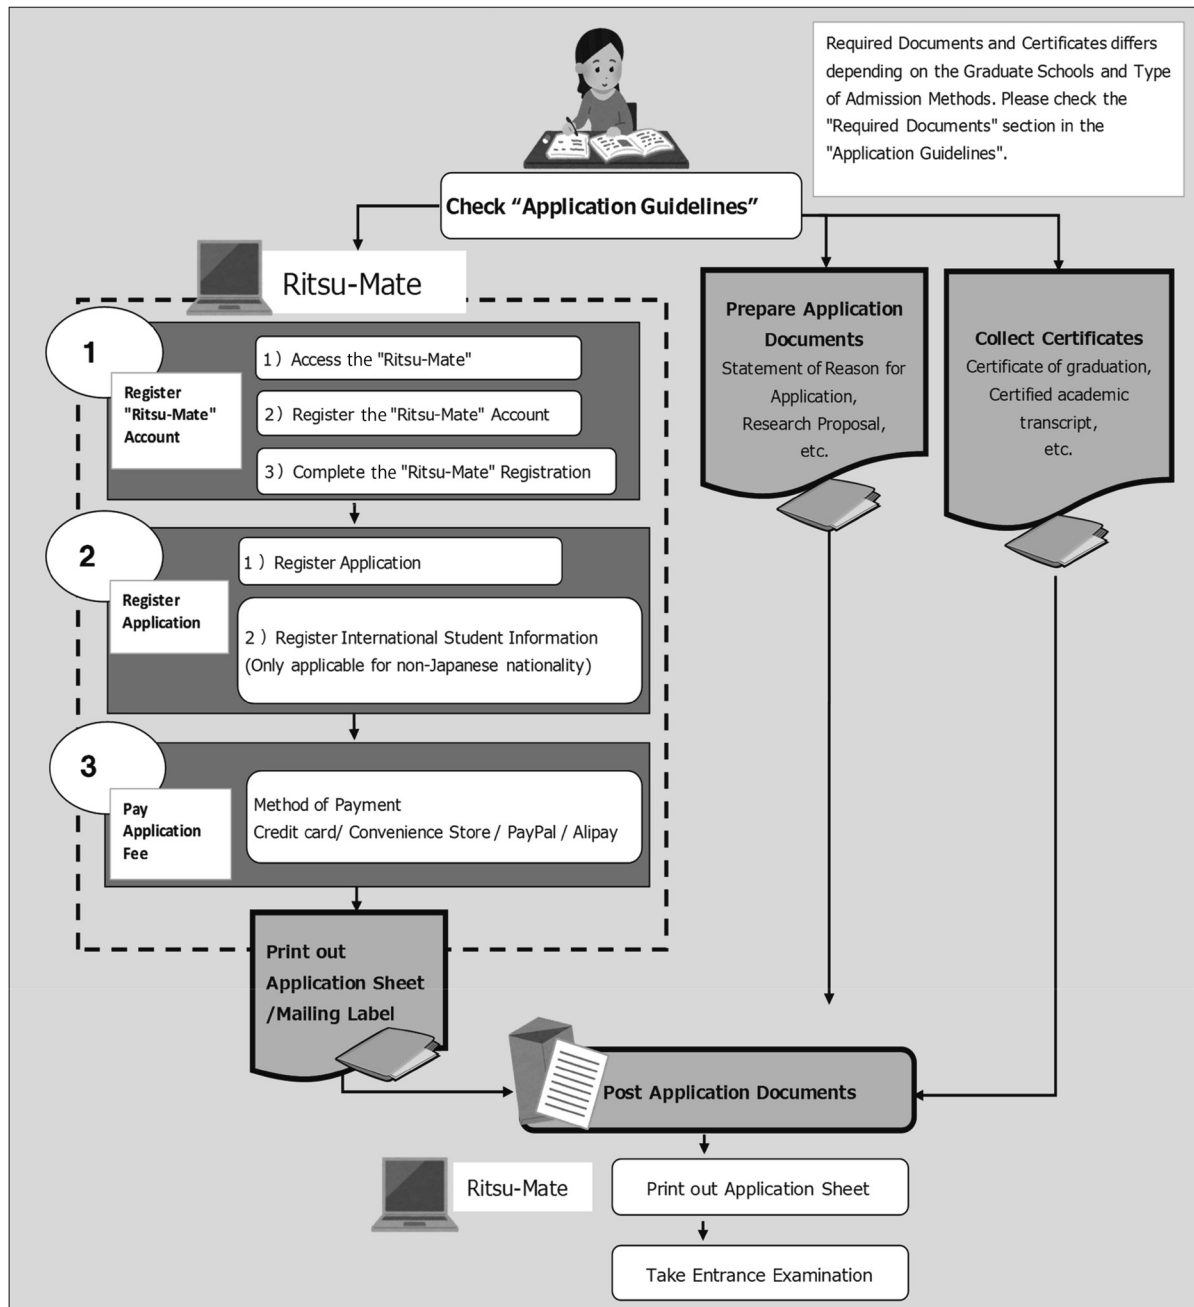 Required Documents and Certificates differs
depending on the Graduate Schools and Type
of Admission Methods. Please check the
"Required Documents" section in the
"Application Guidelines".
Check “Application Guidelines”
Ritsu-Mate
1
Register
"Ritsu-Mate"
Account
1）Access the "Ritsu-Mate"
2）Register the "Ritsu-Mate" Account
3）Complete the "Ritsu-Mate" Registration
2
Register
Application
1 ）Register Application
2 ）Register International Student Information
(Only applicable for non-Japanese nationality)
3
Pay
Application
Fee
Method of Payment
Credit card/ Convenience Store / PayPal / Alipay
Print out
Application Sheet
/Mailing Label
Prepare Application
Documents
Statement of Reason for
Application,
Research Proposal,
etc.
Collect Certificates
Certificate of graduation,
Certified academic
transcript,
etc.
Post Application Documents
Ritsu-Mate
Print out Application Sheet
Take Entrance Examination